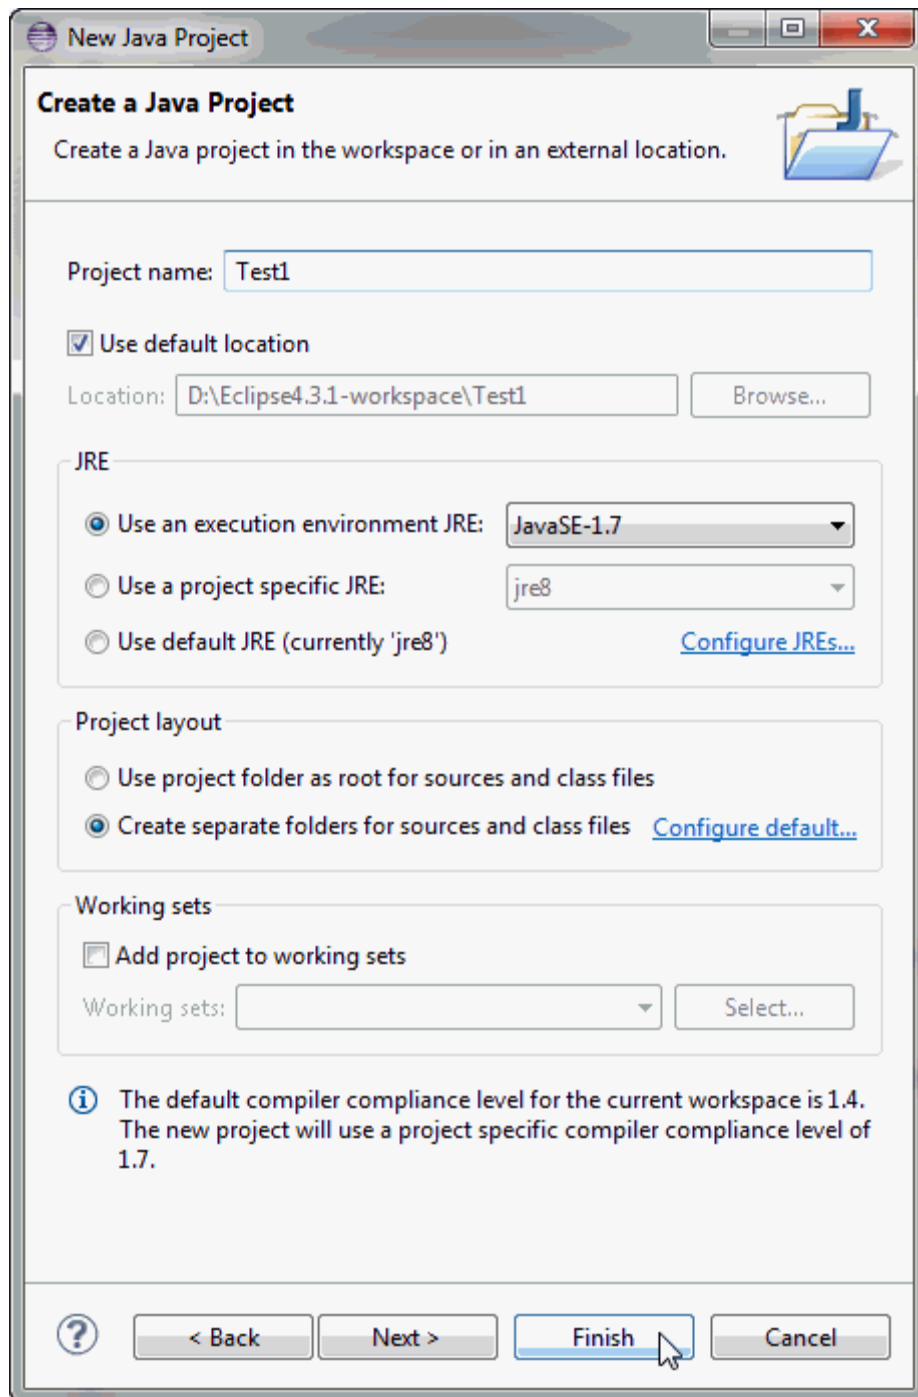 New Java Project
Create a Java Project
Create a Java project in the workspace or in an external location.
Project name: Test1
Use default location
Location: D:\Eclipse4.3.1-workspace\Test1 Browse...
JRE
Use an execution environment JRE: JavaSE-1.7
Use a project specific JRE: jre8
Use default JRE (currently 'jre8') Configure JREs...
Project layout
Use project folder as root for sources and class files
Create separate folders for sources and class files Configure default...
Working sets
Add project to working sets
Working sets: Select...
The default compiler compliance level for the current workspace is 1.4.
The new project will use a project specific compiler compliance level of
1.7.
? < Back Next > Finish Cancel